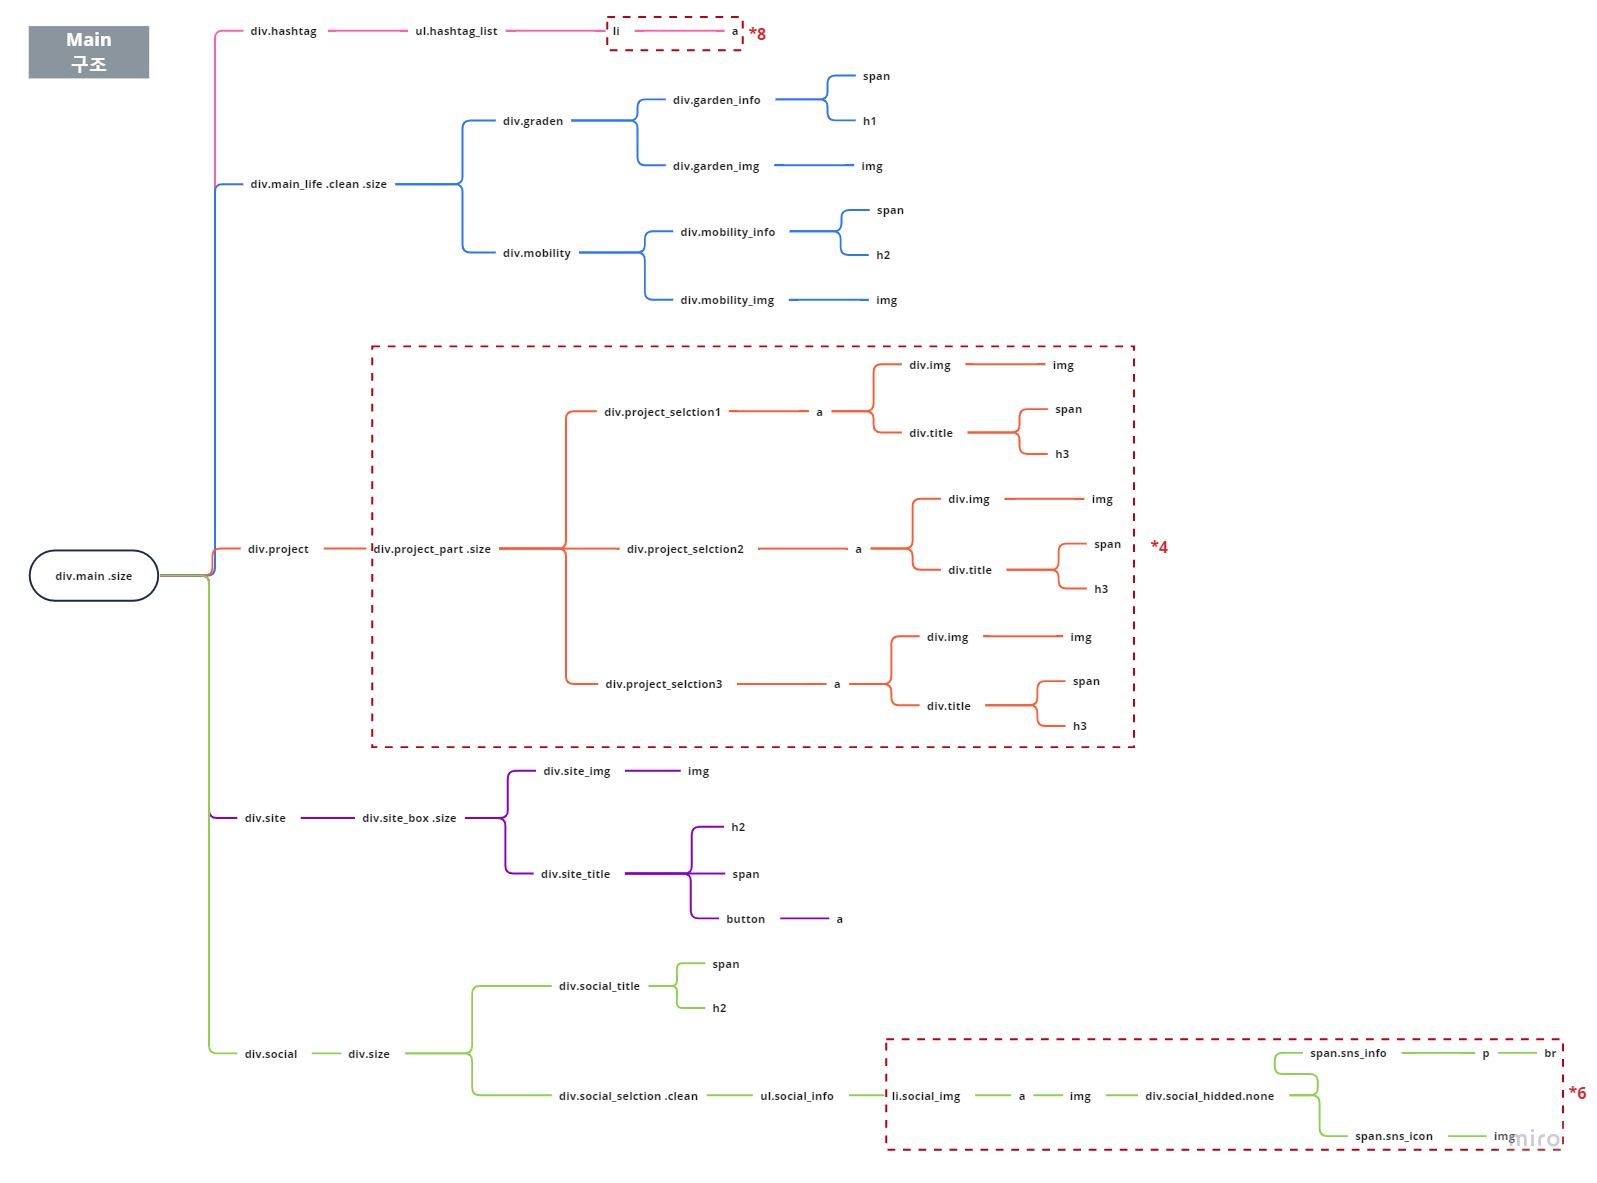 Main
구조
div.hashtag
ul.hashtag_list
li
a
*8
span
div.garden_info
div.graden
h1
div.garden_img
img
div.main_life .clean .size
span
div.mobility_info
div.mobility
h2
div.mobility_img
img
div.img
img
div.project_selction1
a
span
div.title
h3
div.img
img
div.project
div.project_part .size
div.project_selction2
a
span
*4
div.title
h3
div.main .size
div.img
img
div.project_selction3
a
span
div.title
h3
div.site_img
img
div.site
div.site_box .size
h2
div.site_title
span
button
a
span
div.social_title
h2
div.social
div.size
span.sns_info
p
br
div.social_selction .clean
ul.social_info
li.social_img
a
img
div.social_hidded.none
*6
span.sns_icon
img
miro